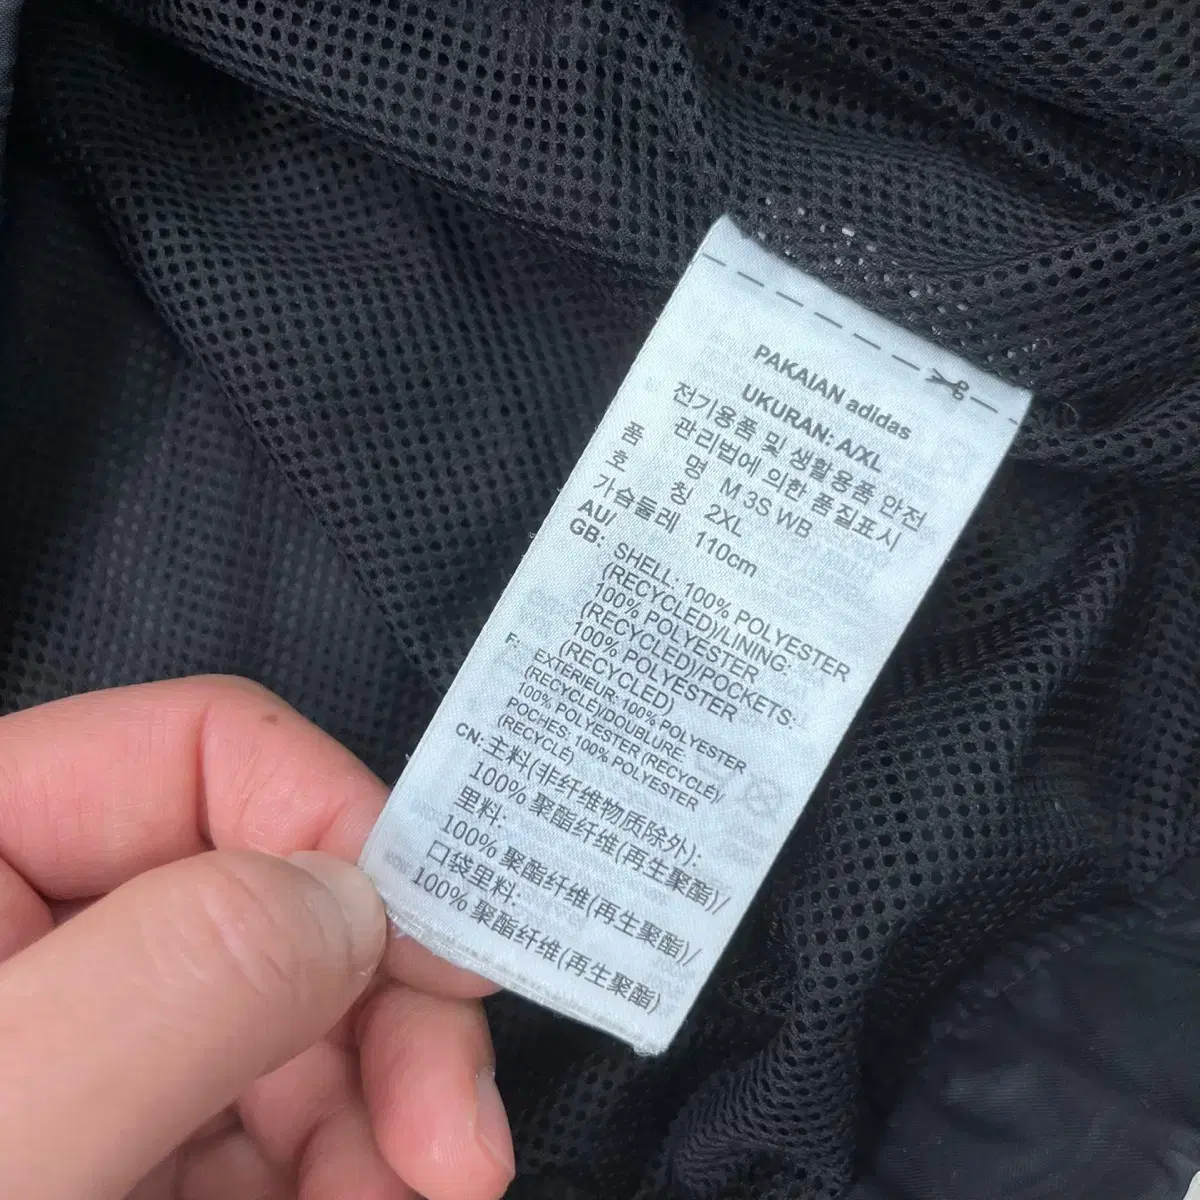 PAKAIAN adidas
UKURAN: A/XL
전기용품 및 생활용품 안전
관리법에 의한 품질표시
품 명 M 3S WB
호 칭 2XL
가슴둘레 110cm
AU/
GB: SHELL: 100% POLYESTER
(RECYCLED)/LINING:
100% POLYESTER
(RECYCLED)/POCKETS:
100% POLYESTER
(RECYCLED)
F: EXTÉRIEUR: 100% POLYESTER
(RECYCLÉ)/DOUBLURE:
100% POLYESTER (RECYCLÉ)/
POCHES: 100% POLYESTER
(RECYCLÉ)
CN: 主料(非纤维物质除外):
100% 聚酯纤维(再生聚酯)/
里料:
100% 聚酯纤维(再生聚酯)/
口袋里料:
100% 聚酯纤维(再生聚酯)